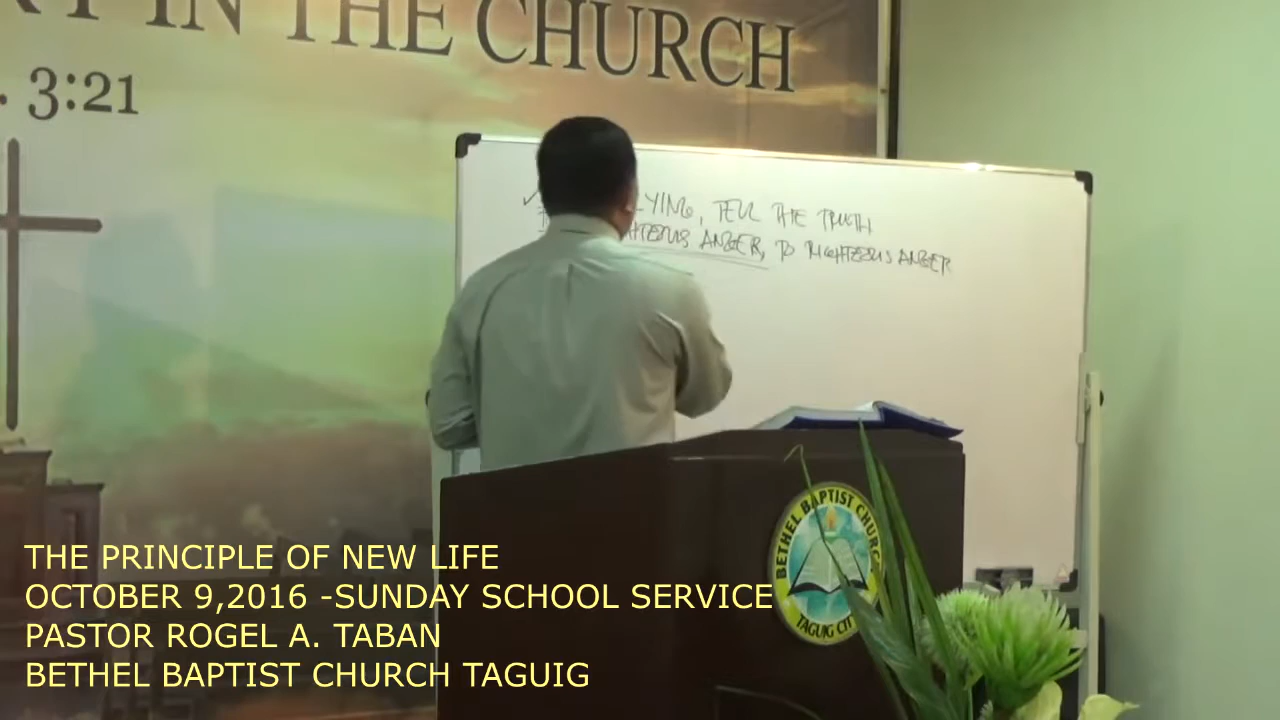 IN THE CHURCH
. 3:21
LYING, TELL THE TRUTH
ANGER, TO RIGHTEOUS ANGER
BETHEL BAPTIST CHURCH
TAGUIG CIT
THE PRINCIPLE OF NEW LIFE
OCTOBER 9,2016 -SUNDAY SCHOOL SERVICE
PASTOR ROGEL A. TABAN
BETHEL BAPTIST CHURCH TAGUIG